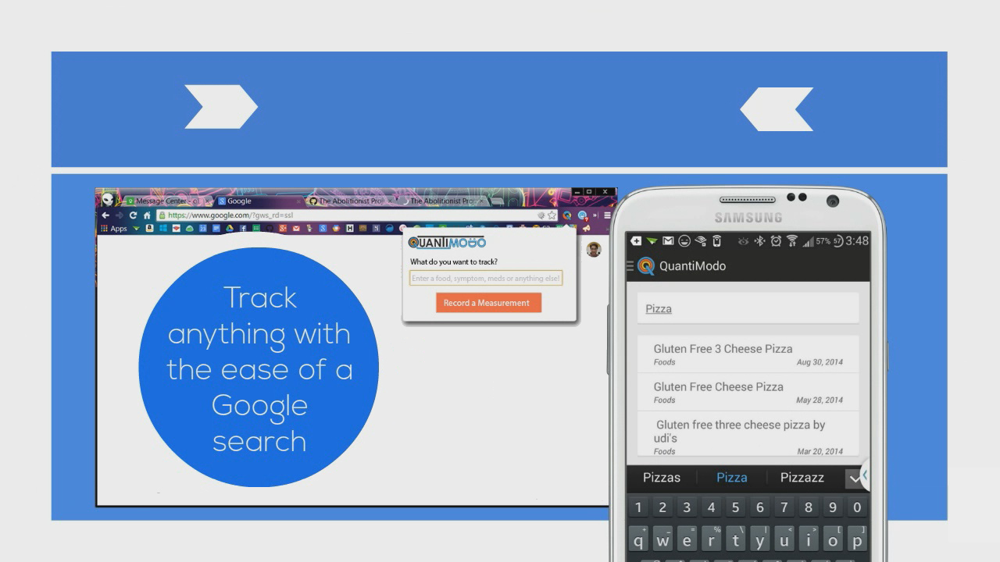 Message Center - o
Google
The Abolitionist Pro
The Abolitionist Pro
https://www.google.com/?gws_rd=ssl
Apps
QUANTIMODO
What do you want to track?
Enter a food, symptom, meds or anything else!
Record a Measurement
Track
anything with
the ease of a
Google
search
SAMSUNG
57% 57 3:48
QuantiModo
Pizza
Gluten Free 3 Cheese Pizza
Foods Aug 30, 2014
Gluten Free Cheese Pizza
Foods May 28, 2014
Gluten free three cheese pizza by
udi's
Foods Mar 20, 2014
Pizzas Pizza Pizzazz
1 2 3 4 5 6 7 8 9 0
q w e r t y u i o p